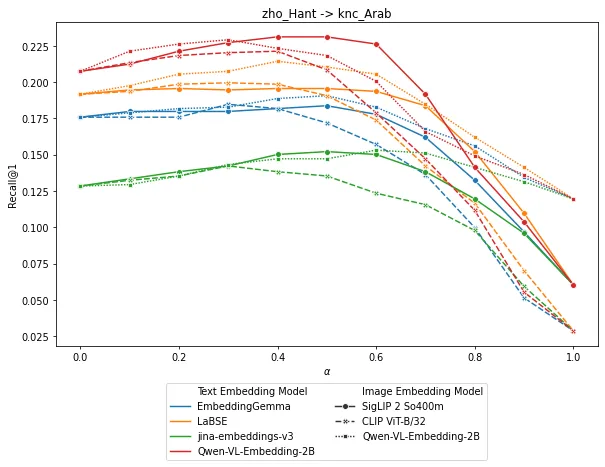 zho_Hant -> knc_Arab
Recall@1
0.225
0.200
0.175
0.150
0.125
0.100
0.075
0.050
0.025
0.0 0.2 0.4 0.6 0.8 1.0
α
Text Embedding Model
EmbeddingGemma
LaBSE
jina-embeddings-v3
Qwen-VL-Embedding-2B
Image Embedding Model
SigLIP 2 So400m
CLIP ViT-B/32
Qwen-VL-Embedding-2B